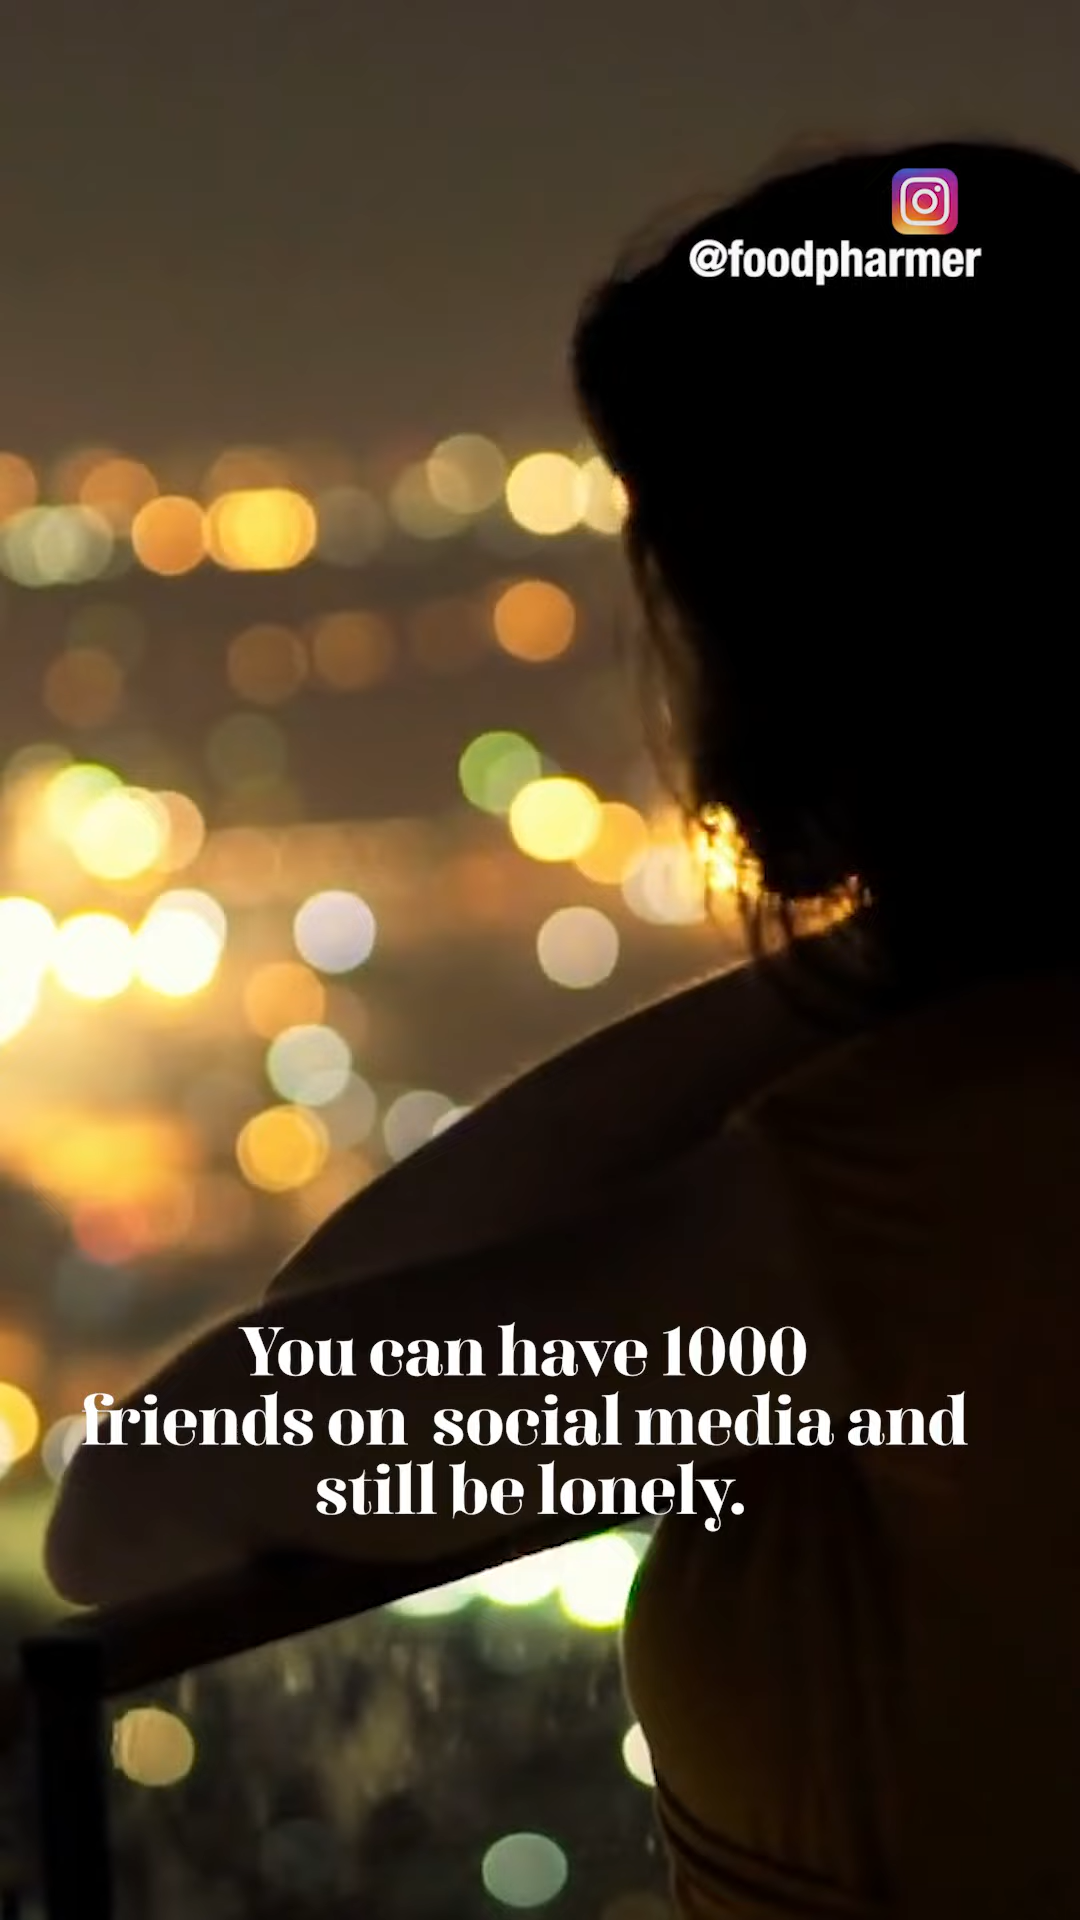 @foodpharmer
You can have 1000
friends on  social media and
still be lonely.